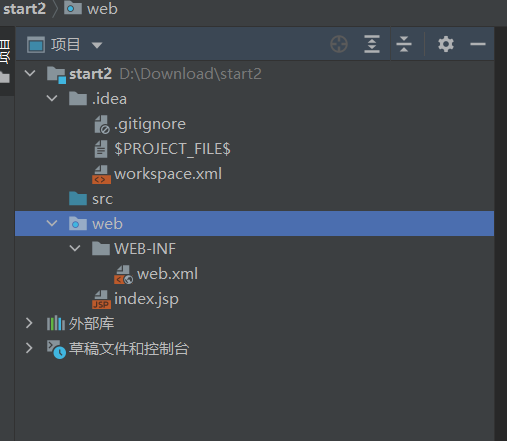 start2 web
项目
start2 D:\Download\start2
.idea
.gitignore
$PROJECT_FILE$
workspace.xml
src
web
WEB-INF
web.xml
JSP index.jsp
外部库
草稿文件和控制台